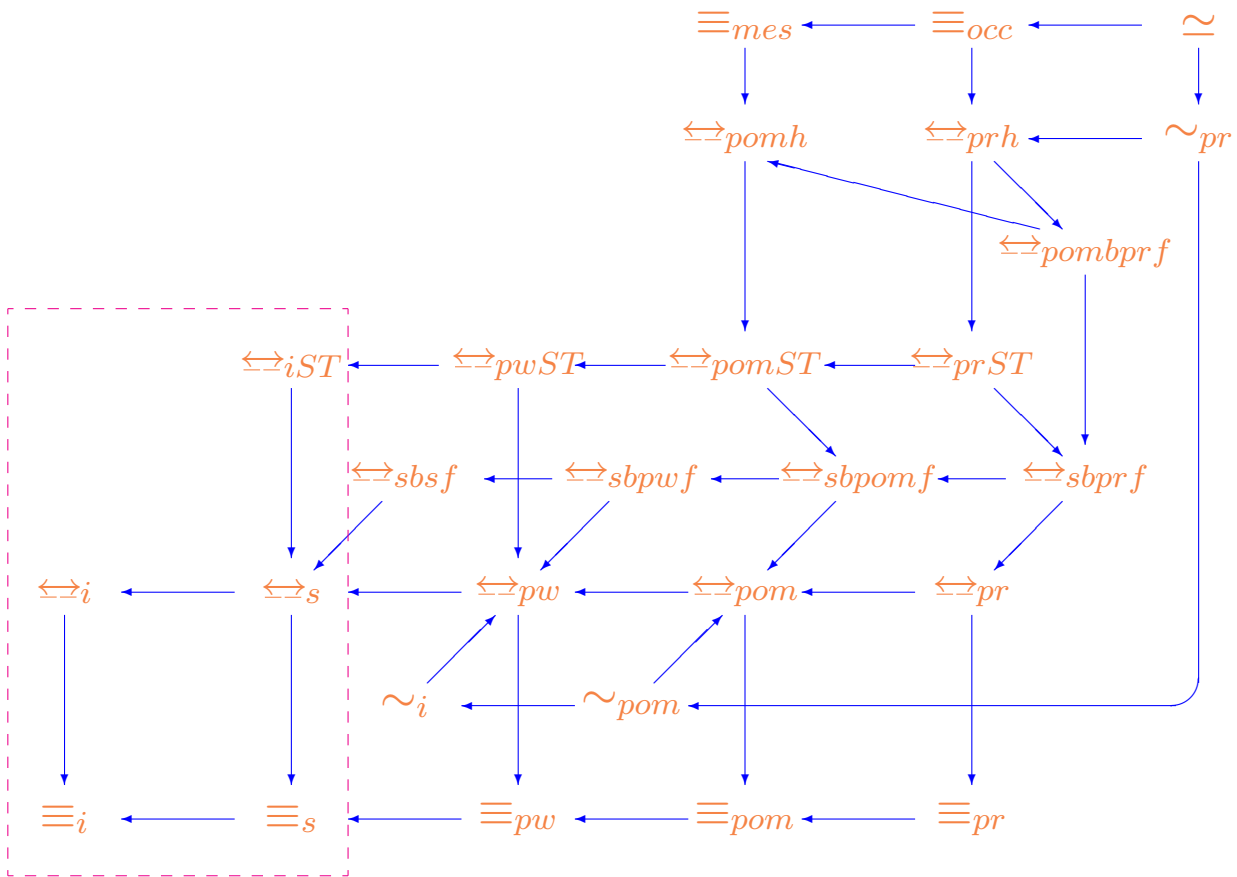 ≡mes ≡occ ≃
↔pomh ↔prh ∼pr
↔pombprf
↔iST ↔pwST ↔pomST ↔prST
↔sbsf ↔sbpwf ↔sbpomf ↔sbprf
↔i ↔s ↔pw ↔pom ↔pr
∼i ∼pom
≡i ≡s ≡pw ≡pom ≡pr